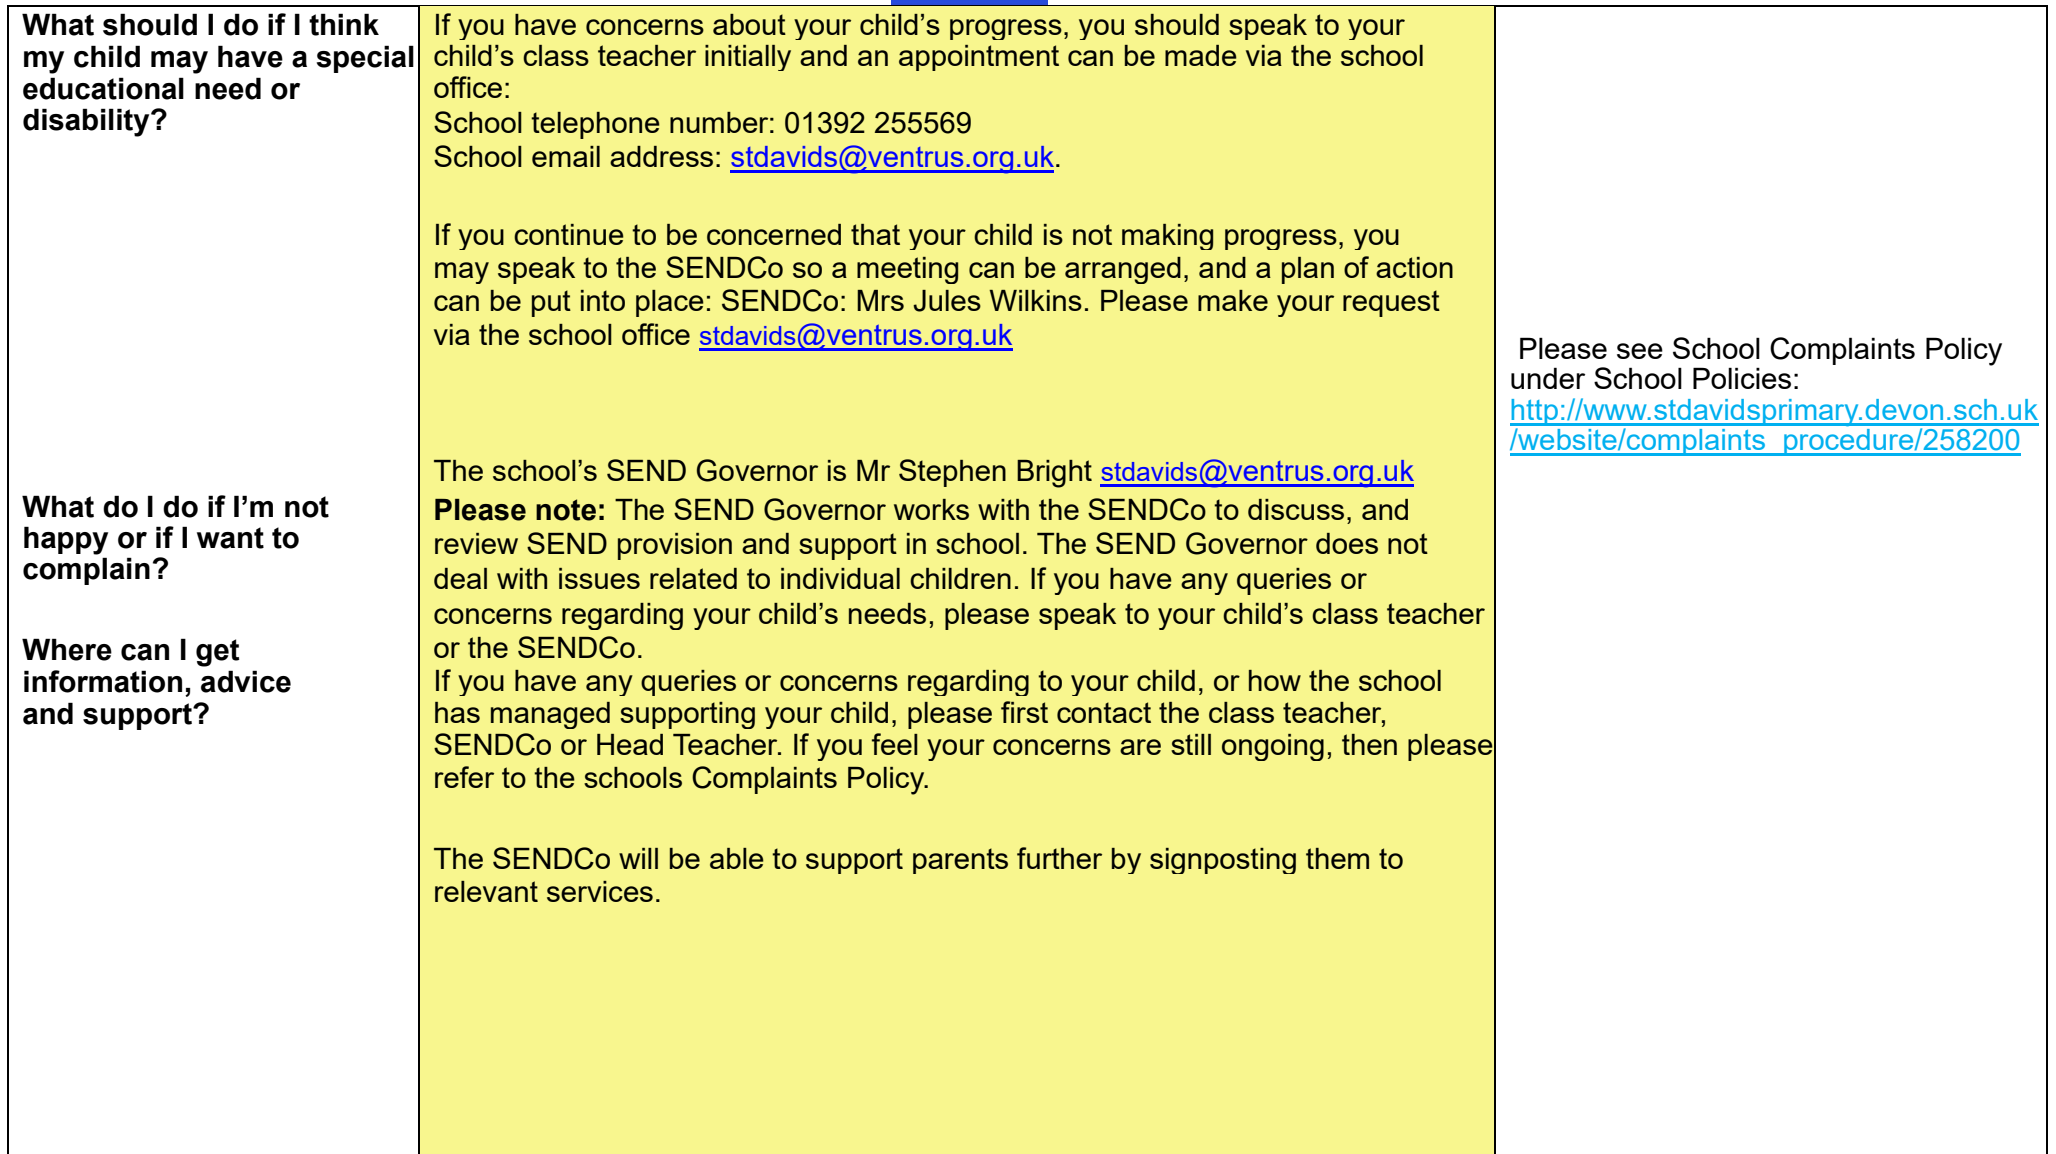 What should I do if I think
my child may have a special
educational need or
disability?
What do I do if I’m not
happy or if I want to
complain?
Where can I get
information, advice
and support?
If you have concerns about your child’s progress, you should speak to your
child’s class teacher initially and an appointment can be made via the school
office:
School telephone number: 01392 255569
School email address: stdavids@ventrus.org.uk.
If you continue to be concerned that your child is not making progress, you
may speak to the SENDCo so a meeting can be arranged, and a plan of action
can be put into place: SENDCo: Mrs Jules Wilkins. Please make your request
via the school office stdavids@ventrus.org.uk
The school’s SEND Governor is Mr Stephen Bright stdavids@ventrus.org.uk
Please note: The SEND Governor works with the SENDCo to discuss, and
review SEND provision and support in school. The SEND Governor does not
deal with issues related to individual children. If you have any queries or
concerns regarding your child’s needs, please speak to your child’s class teacher
or the SENDCo.
If you have any queries or concerns regarding to your child, or how the school
has managed supporting your child, please first contact the class teacher,
SENDCo or Head Teacher. If you feel your concerns are still ongoing, then please
refer to the schools Complaints Policy.
The SENDCo will be able to support parents further by signposting them to
relevant services.
Please see School Complaints Policy
under School Policies:
http://www.stdavidsprimary.devon.sch.uk
/website/complaints_procedure/258200